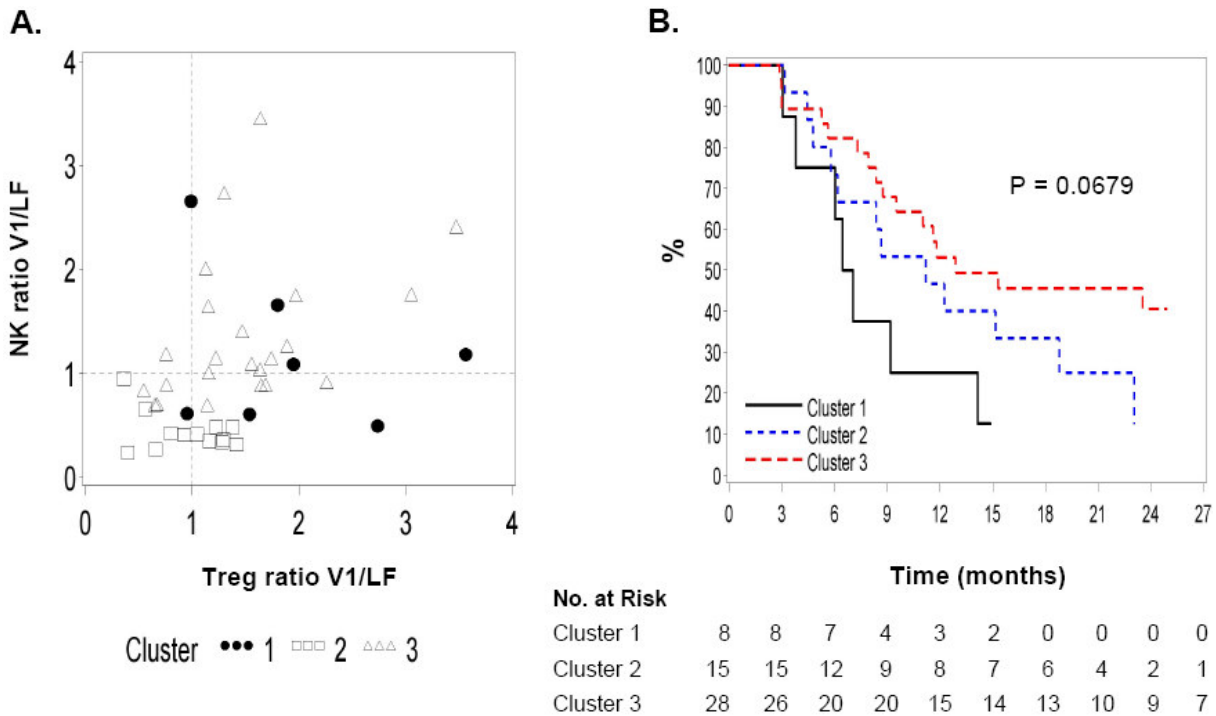 A.
4
3
2
1
0
NK ratio V1/LF
0 1 2 3 4
Treg ratio V1/LF
Cluster 1 2 3
B.
100
90
80
70
60
50
40
30
20
10
0
%
P = 0.0679
Cluster 1
Cluster 2
Cluster 3
0 3 6 9 12 15 18 21 24 27
Time (months)
No. at Risk
Cluster 1 8 8 7 4 3 2 0 0 0 0
Cluster 2 15 15 12 9 8 7 6 4 2 1
Cluster 3 28 26 20 20 15 14 13 10 9 7